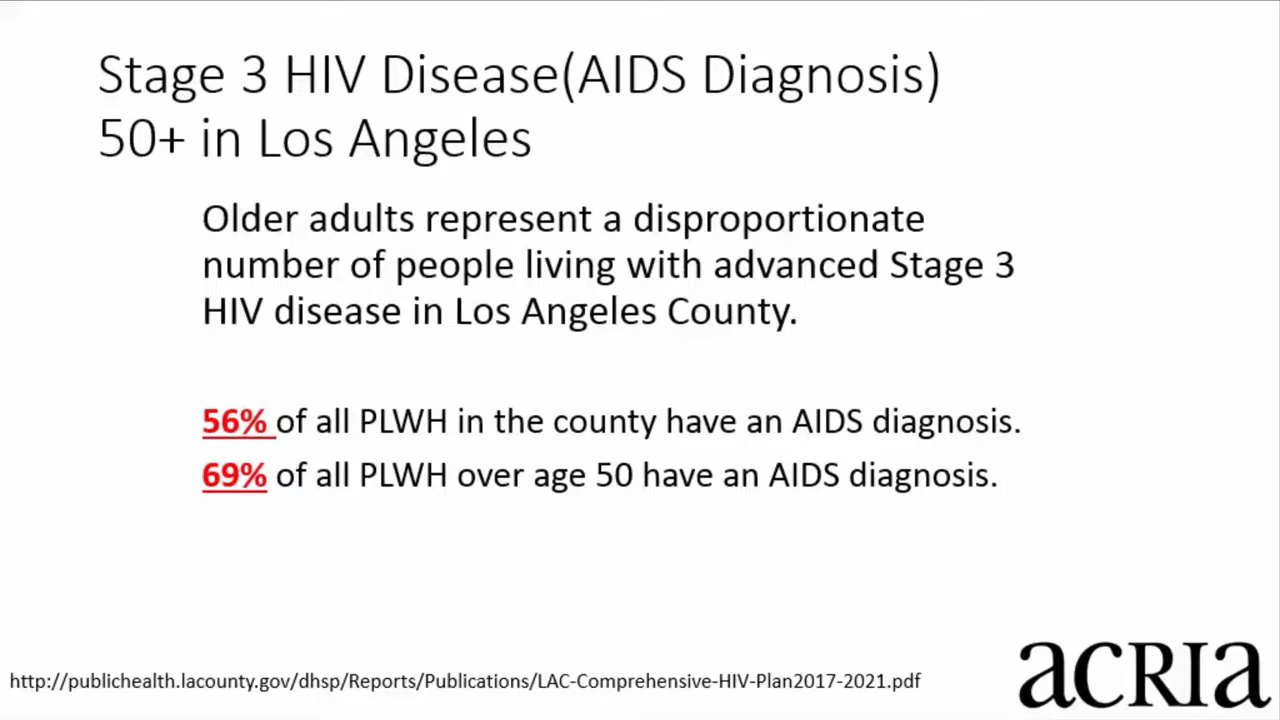 Stage 3 HIV Disease(AIDS Diagnosis)
50+ in Los Angeles
Older adults represent a disproportionate
number of people living with advanced Stage 3
HIV disease in Los Angeles County.
56% of all PLWH in the county have an AIDS diagnosis.
69% of all PLWH over age 50 have an AIDS diagnosis.
http://publichealth.lacounty.gov/dhsp/Reports/Publications/LAC-Comprehensive-HIV-Plan2017-2021.pdf
aCRIa